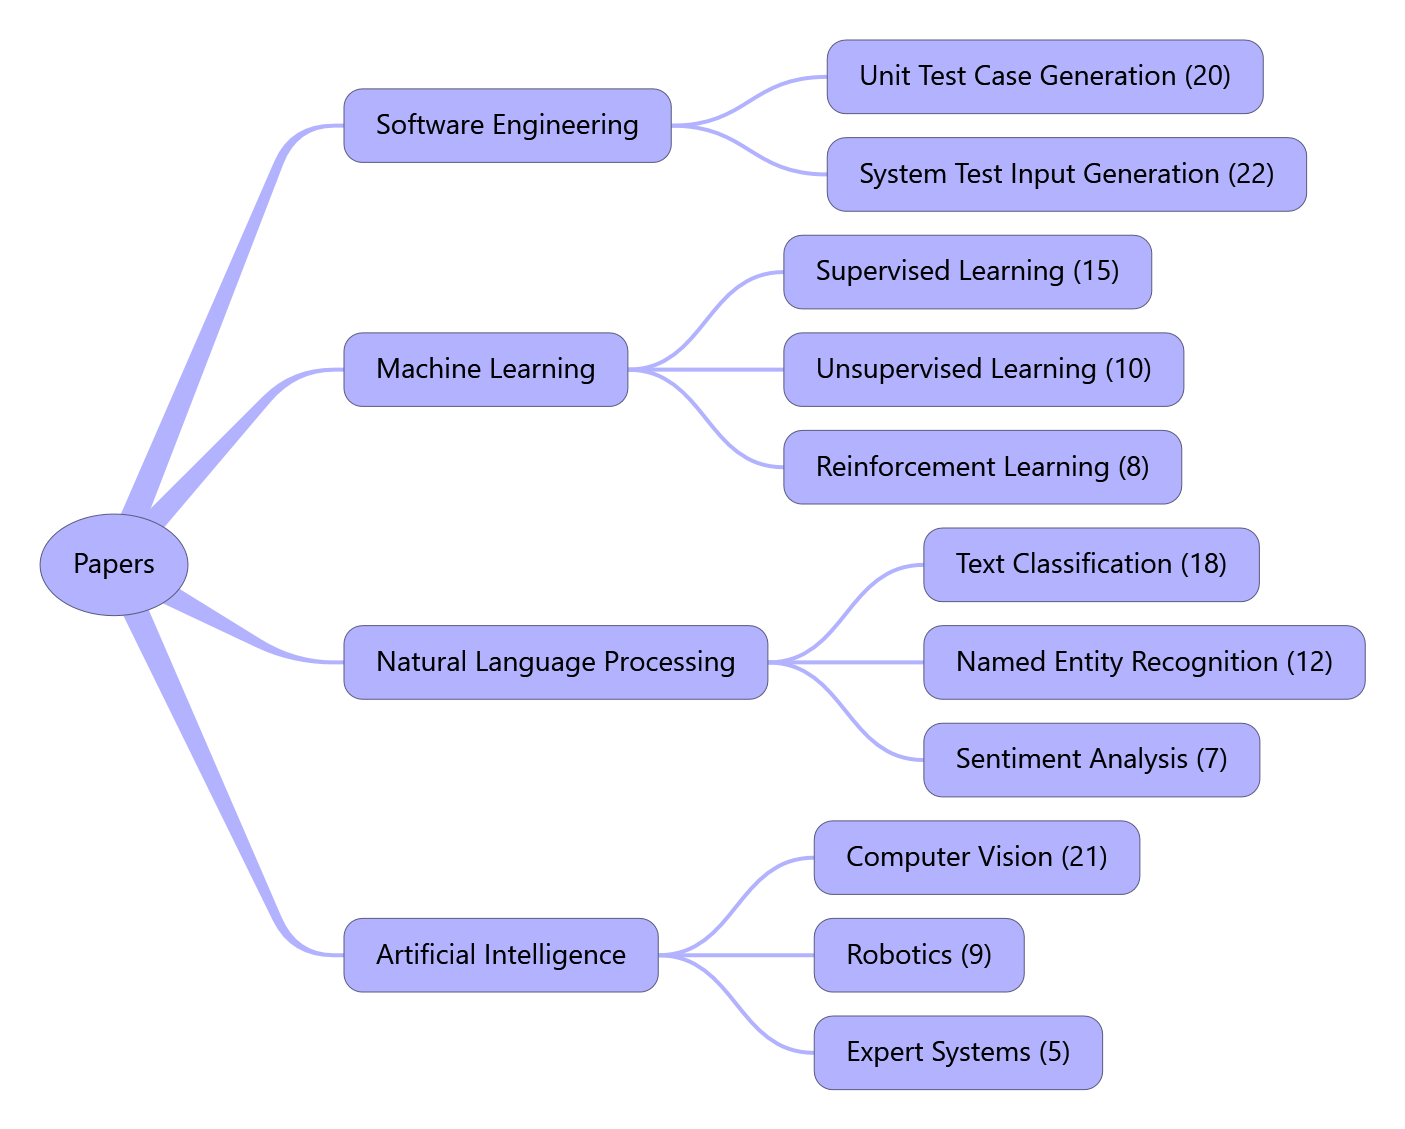 Papers
Software Engineering
Unit Test Case Generation (20)
System Test Input Generation (22)
Machine Learning
Supervised Learning (15)
Unsupervised Learning (10)
Reinforcement Learning (8)
Natural Language Processing
Text Classification (18)
Named Entity Recognition (12)
Sentiment Analysis (7)
Artificial Intelligence
Computer Vision (21)
Robotics (9)
Expert Systems (5)